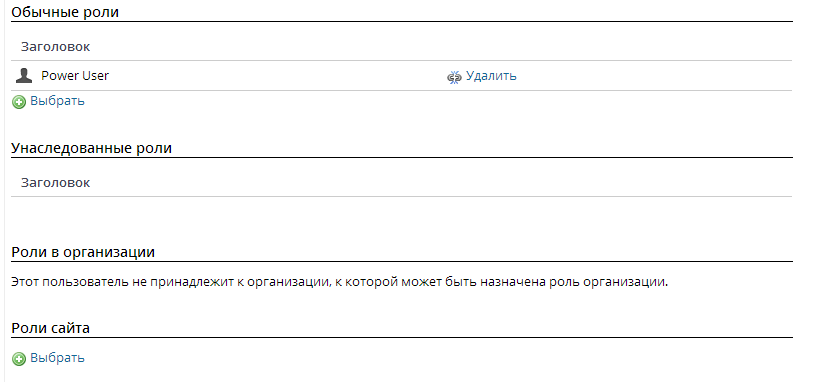 Обычные роли
Заголовок
Power User Удалить
Выбрать
Унаследованные роли
Заголовок
Роли в организации
Этот пользователь не принадлежит к организации, к которой может быть назначена роль организации.
Роли сайта
Выбрать